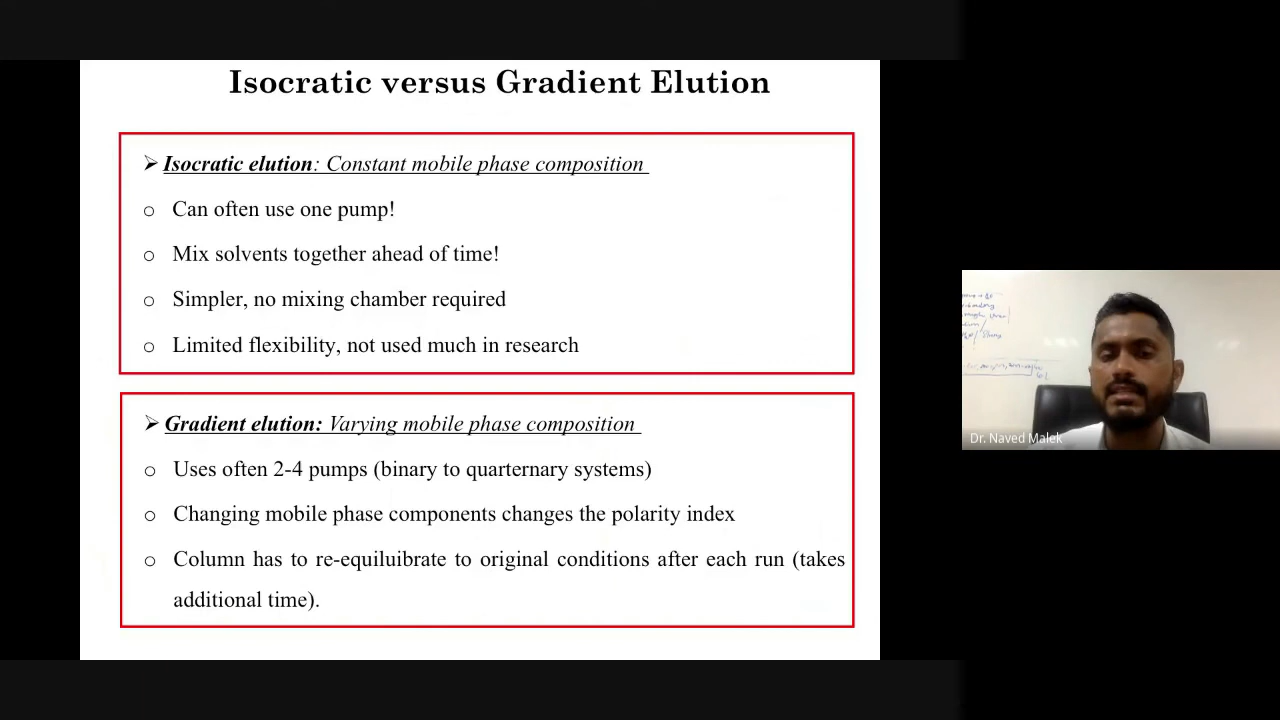 Isocratic versus Gradient Elution
➢ Isocratic elution: Constant mobile phase composition
o Can often use one pump!
o Mix solvents together ahead of time!
o Simpler, no mixing chamber required
o Limited flexibility, not used much in research
➢ Gradient elution: Varying mobile phase composition
o Uses often 2-4 pumps (binary to quarternary systems)
o Changing mobile phase components changes the polarity index
o Column has to re-equiluibrate to original conditions after each run (takes
additional time).
Dr. Naved Malek